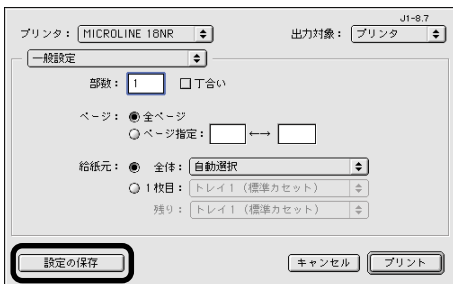 J1-8.7
プリンタ： MICROLINE 18NR 出力対象： プリンタ
一般設定
部数： 1 丁合い
ページ： 全ページ
ページ指定： ←→
給紙元： 全体： 自動選択
1枚目： トレイ1（標準カセット）
残り： トレイ1（標準カセット）
設定の保存 キャンセル プリント